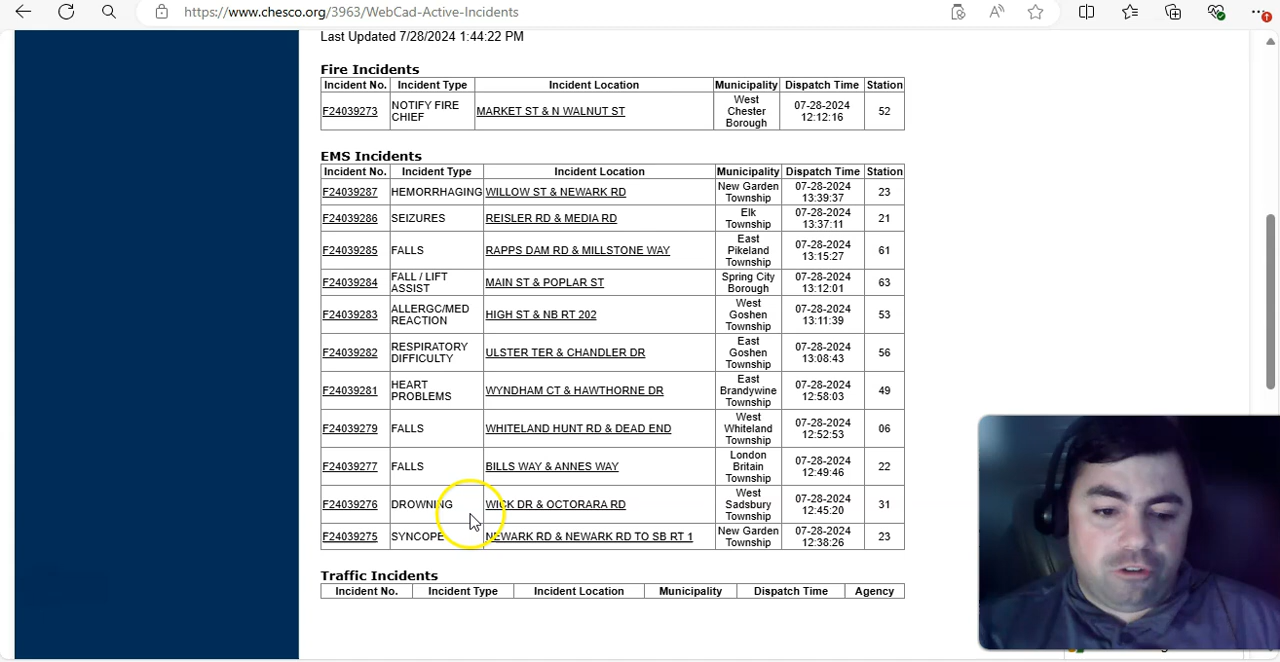 https://www.chesco.org/3963/WebCad-Active-Incidents
Last Updated 7/28/2024 1:44:22 PM
Fire Incidents
Incident No. Incident Type Incident Location Municipality Dispatch Time Station
F24039273 NOTIFY FIRE CHIEF MARKET ST & N WALNUT ST West Chester Borough 07-28-2024 12:12:16 52
EMS Incidents
Incident No. Incident Type Incident Location Municipality Dispatch Time Station
F24039287 HEMORRHAGING WILLOW ST & NEWARK RD New Garden Township 07-28-2024 13:39:37 23
F24039286 SEIZURES REISLER RD & MEDIA RD Elk Township 07-28-2024 13:37:11 21
F24039285 FALLS RAPPS DAM RD & MILLSTONE WAY East Pikeland Township 07-28-2024 13:15:27 61
F24039284 FALL / LIFT ASSIST MAIN ST & POPLAR ST Spring City Borough 07-28-2024 13:12:01 63
F24039283 ALLERGC/MED REACTION HIGH ST & NB RT 202 West Goshen Township 07-28-2024 13:11:39 53
F24039282 RESPIRATORY DIFFICULTY ULSTER TER & CHANDLER DR East Goshen Township 07-28-2024 13:08:43 56
F24039281 HEART PROBLEMS WYNDHAM CT & HAWTHORNE DR East Brandywine Township 07-28-2024 12:58:03 49
F24039279 FALLS WHITELAND HUNT RD & DEAD END West Whiteland Township 07-28-2024 12:52:53 06
F24039277 FALLS BILLS WAY & ANNES WAY London Britain Township 07-28-2024 12:49:46 22
F24039276 DROWNING WICK DR & OCTORARA RD West Sadsbury Township 07-28-2024 12:45:20 31
F24039275 SYNCOPE NEWARK RD & NEWARK RD TO SB RT 1 New Garden Township 07-28-2024 12:38:26 23
Traffic Incidents
Incident No. Incident Type Incident Location Municipality Dispatch Time Agency